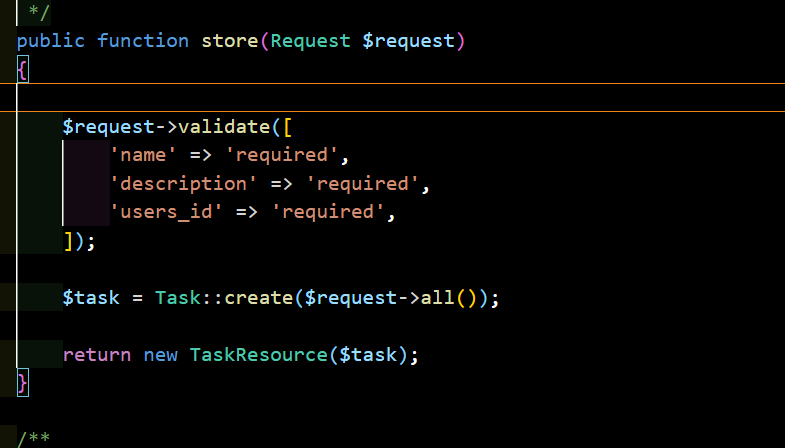 */
public function store(Request $request)
{
$request->validate([
'name' => 'required',
'description' => 'required',
'users_id' => 'required',
]);
$task = Task::create($request->all());
return new TaskResource($task);
}
/**